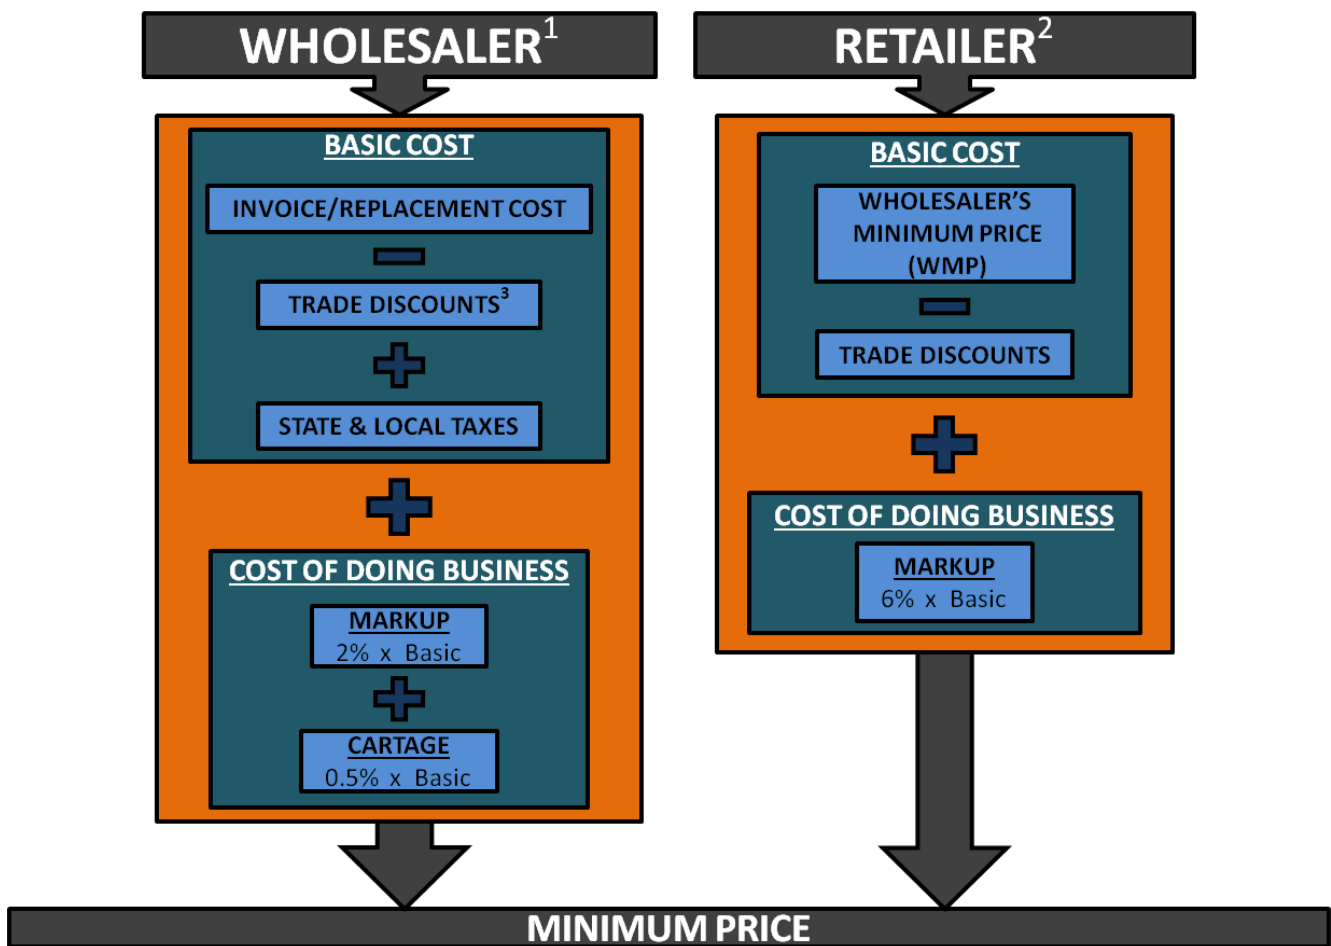 WHOLESALER¹
BASIC COST
INVOICE/REPLACEMENT COST
TRADE DISCOUNTS³
STATE & LOCAL TAXES
COST OF DOING BUSINESS
MARKUP
2% x Basic
CARTAGE
0.5% x Basic
RETAILER²
BASIC COST
WHOLESALER'S
MINIMUM PRICE
(WMP)
TRADE DISCOUNTS
COST OF DOING BUSINESS
MARKUP
6% x Basic
MINIMUM PRICE